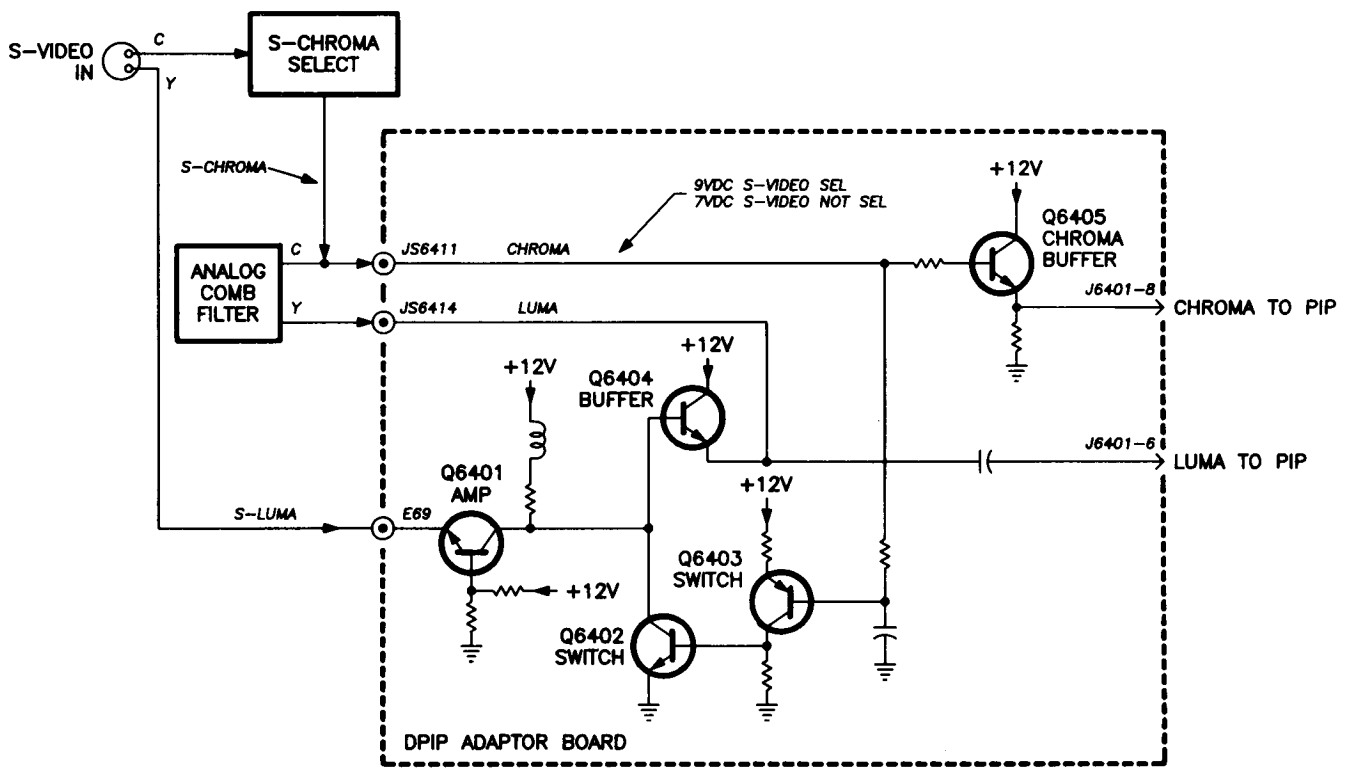 S-VIDEO
IN
C
Y
S-CHROMA
SELECT
S-CHROMA
9VDC S-VIDEO SEL
7VDC S-VIDEO NOT SEL
+12V
Q6405
CHROMA
BUFFER
ANALOG
COMB
FILTER
C
JS6411
CHROMA
J6401-8
CHROMA TO PIP
Y
JS6414
LUMA
+12V
+12V
Q6404
BUFFER
J6401-6
LUMA TO PIP
Q6401
AMP
+12V
S-LUMA
E69
Q6403
SWITCH
+12V
Q6402
SWITCH
DPIP ADAPTOR BOARD